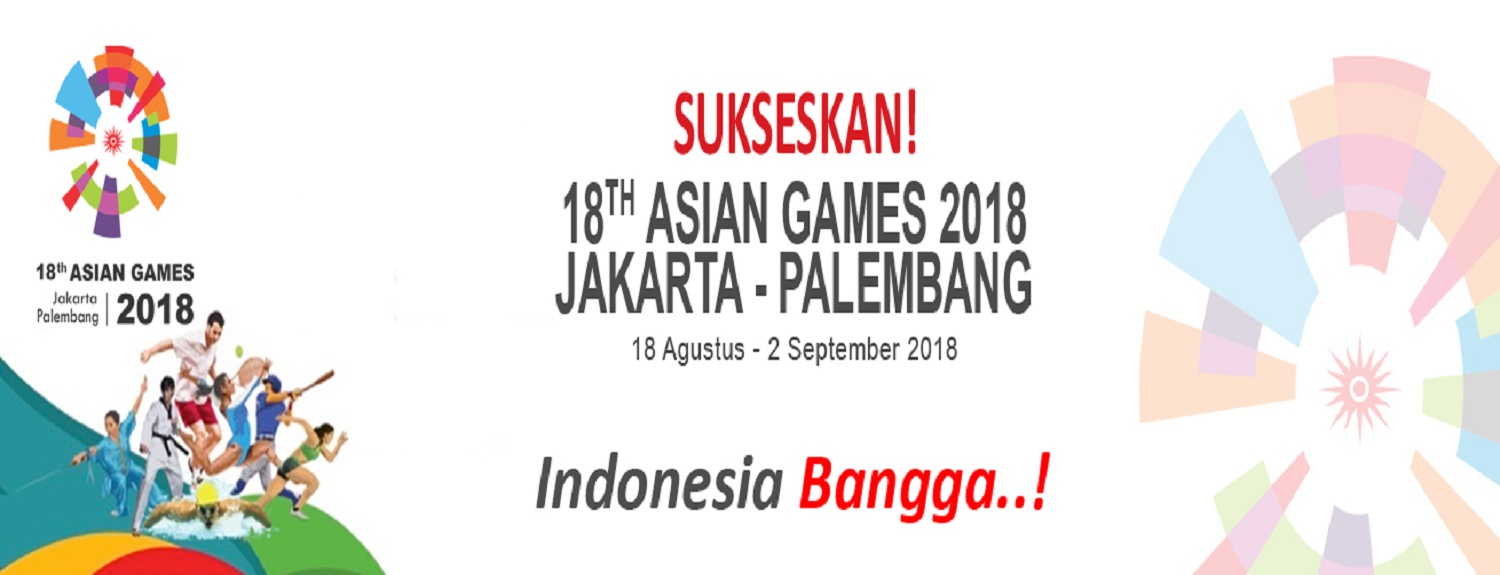 18th ASIAN GAMES
Jakarta
Palembang
2018
SUKSESKAN!
18TH ASIAN GAMES 2018
JAKARTA - PALEMBANG
18 Agustus - 2 September 2018
Indonesia Bangga..!